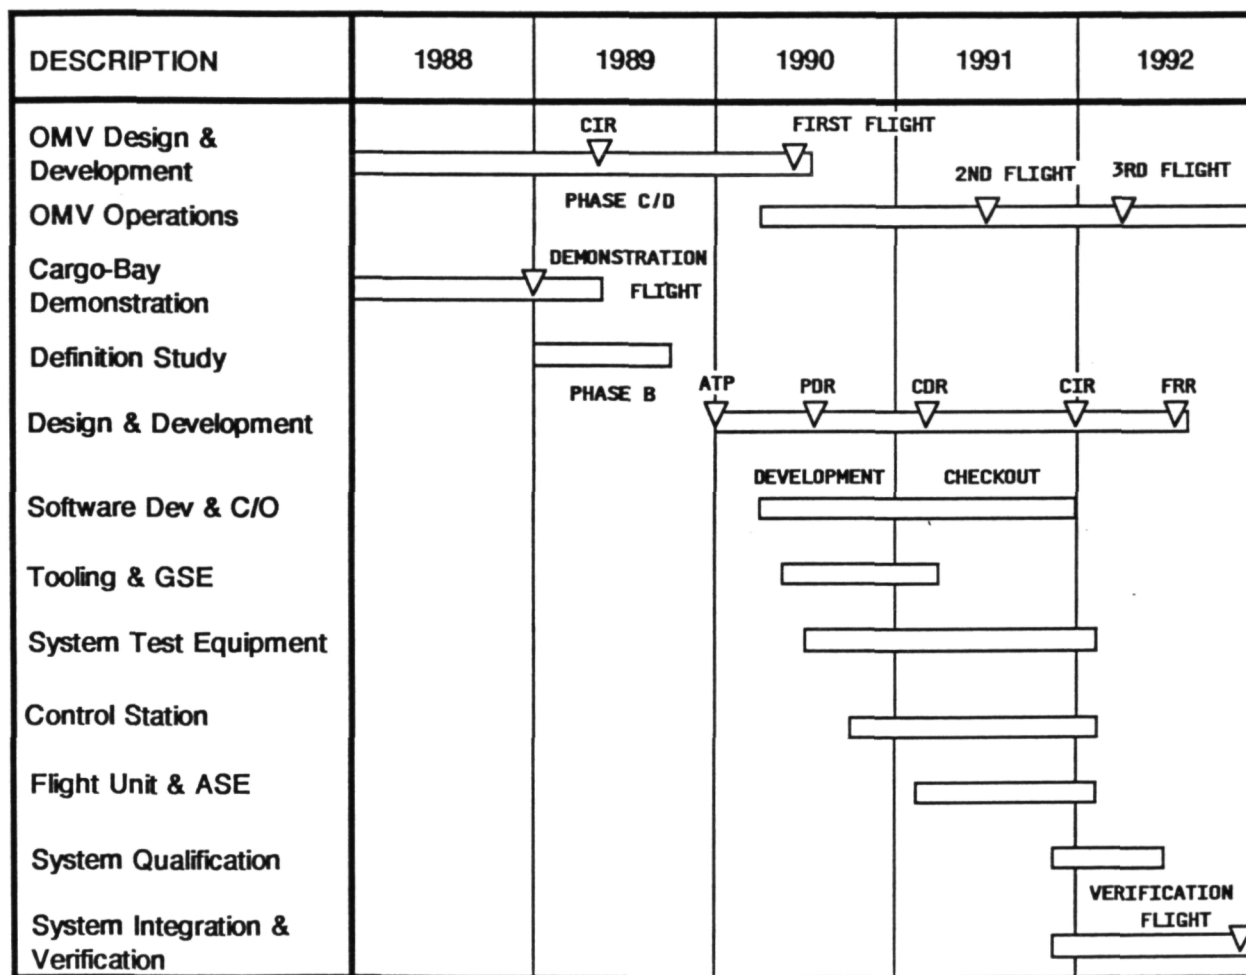 DESCRIPTION 1988 1989 1990 1991 1992
OMV Design &
Development
CIR
FIRST FLIGHT
PHASE C/D
OMV Operations
2ND FLIGHT
3RD FLIGHT
Cargo-Bay
Demonstration
DEMONSTRATION
FLIGHT
Definition Study
PHASE B
Design & Development
ATP PDR CDR CIR FRR
Software Dev & C/O
DEVELOPMENT CHECKOUT
Tooling & GSE
System Test Equipment
Control Station
Flight Unit & ASE
System Qualification
System Integration &
Verification
VERIFICATION
FLIGHT